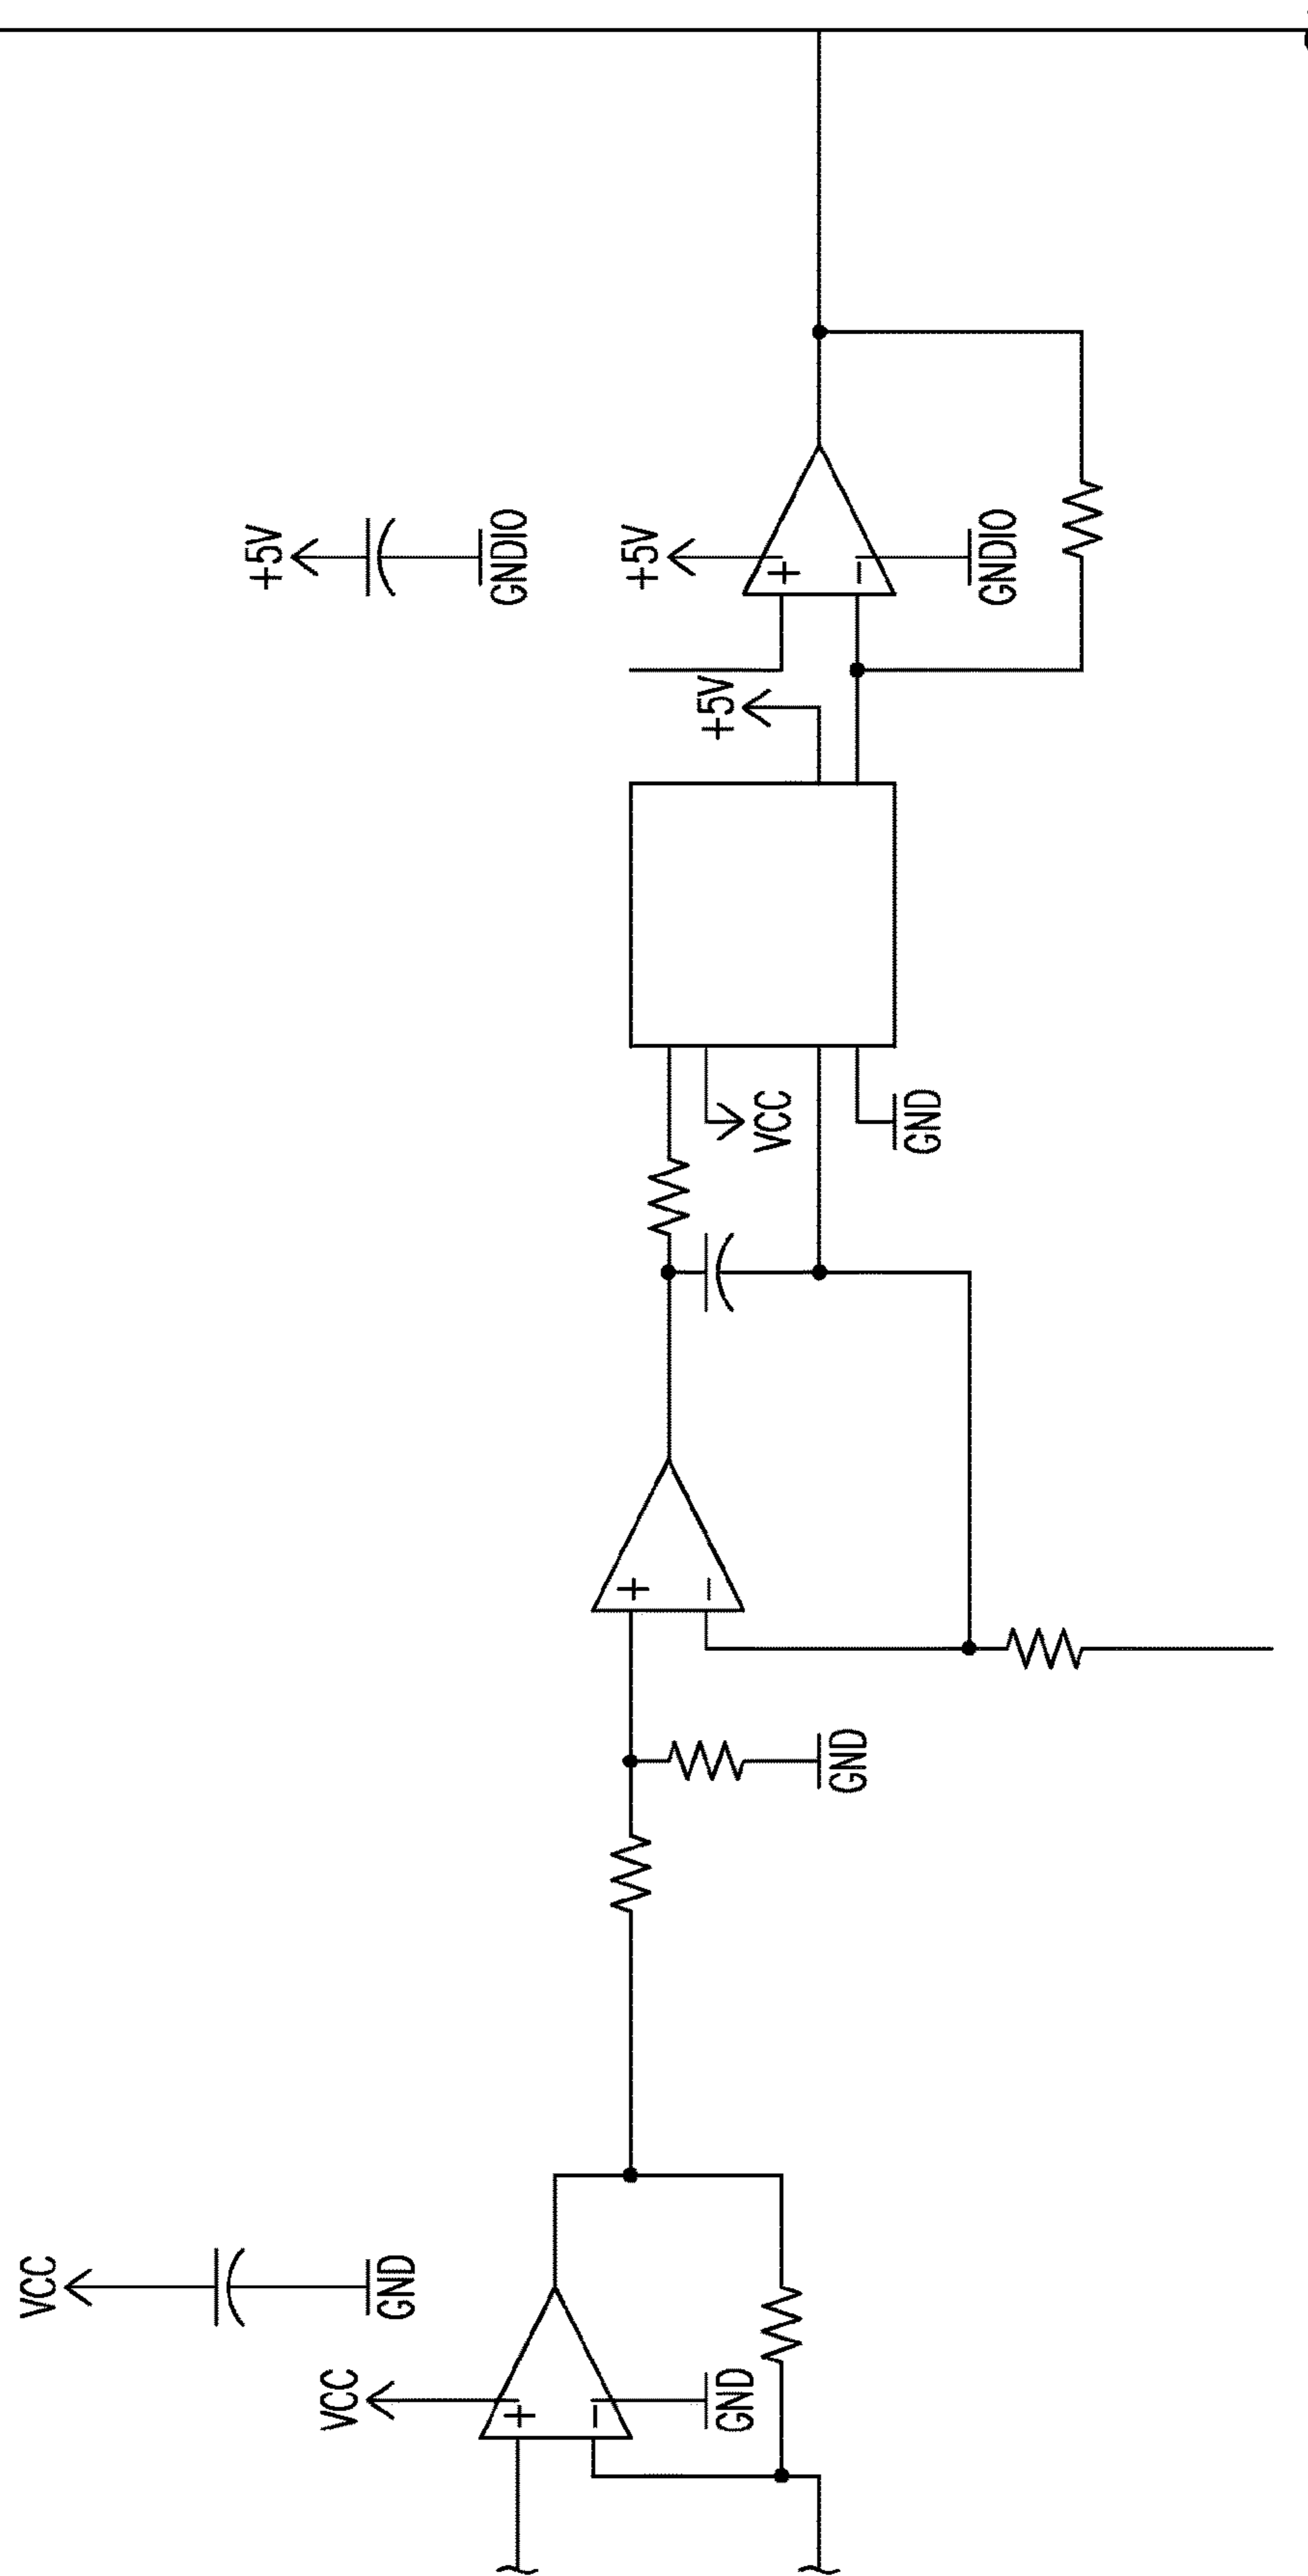 VCC
GND
VCC
+
−
GND
+
−
GND
VCC
GND
+5V
+5V
GNDIO
+5V
+
−
GNDIO